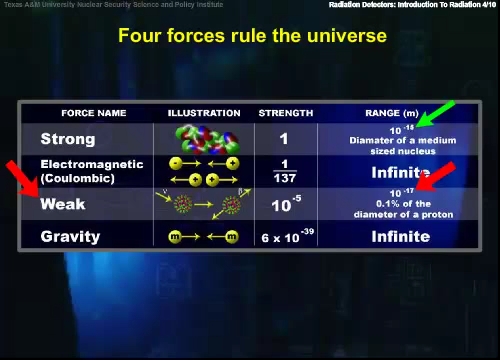 Texas A&M University Nuclear Security Science and Policy Institute
Radiation Detectors: Introduction To Radiation 4/10
Four forces rule the universe
FORCE NAME ILLUSTRATION STRENGTH RANGE (m)
Strong 1 10⁻¹⁵
Diamater of a medium
sized nucleus
Electromagnetic
(Coulombic) - + + + 1/137 Infinite
Weak 10⁻⁵ 10⁻¹⁷
0.1% of the
diameter of a proton
Gravity m m 6 x 10⁻³⁹ Infinite